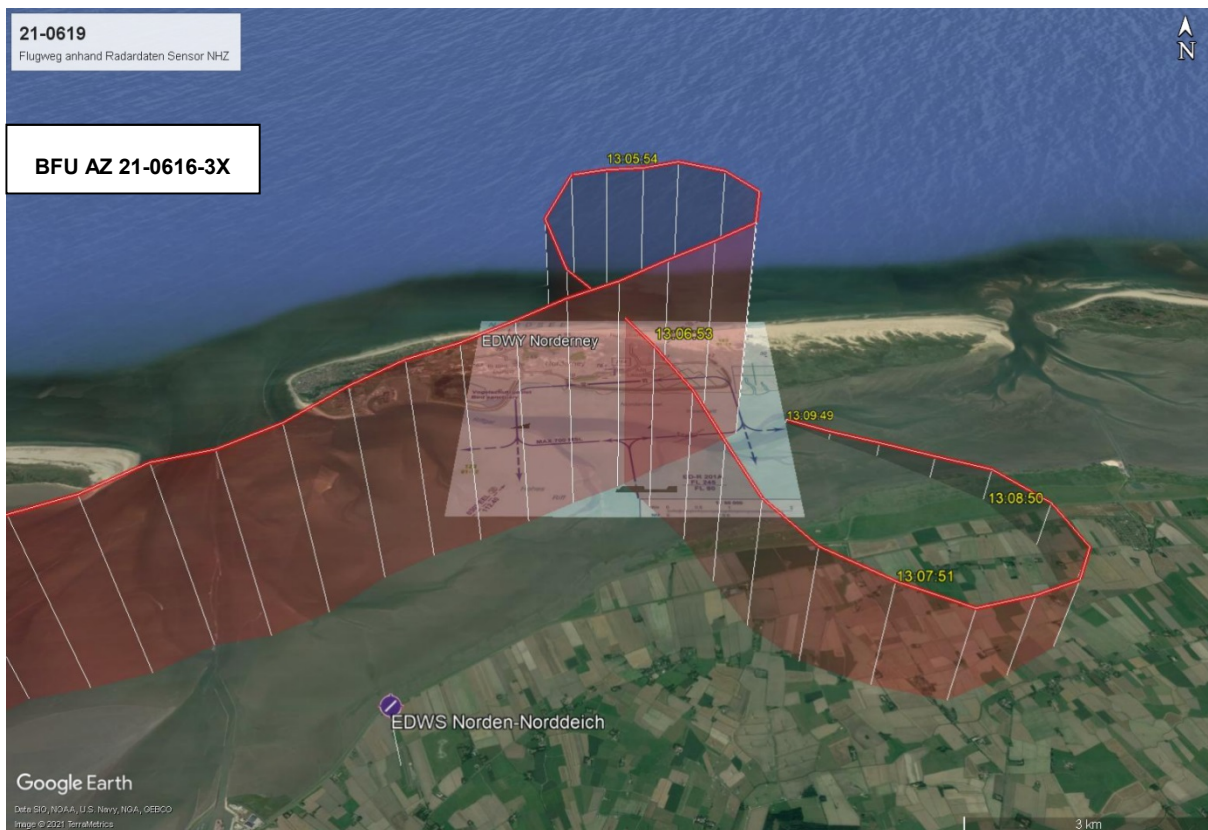 21-0619
Flugweg anhand Radardaten Sensor NHZ
N
BFU AZ 21-0616-3X
13:05:54
EDWY Norderney
13:06:53
13:09:49
13:08:50
13:07:51
EDWS Norden-Norddeich
Google Earth
Data SIO, NOAA, U.S. Navy, NGA, GEBCO
Image © 2021 TerraMetrics
3 km